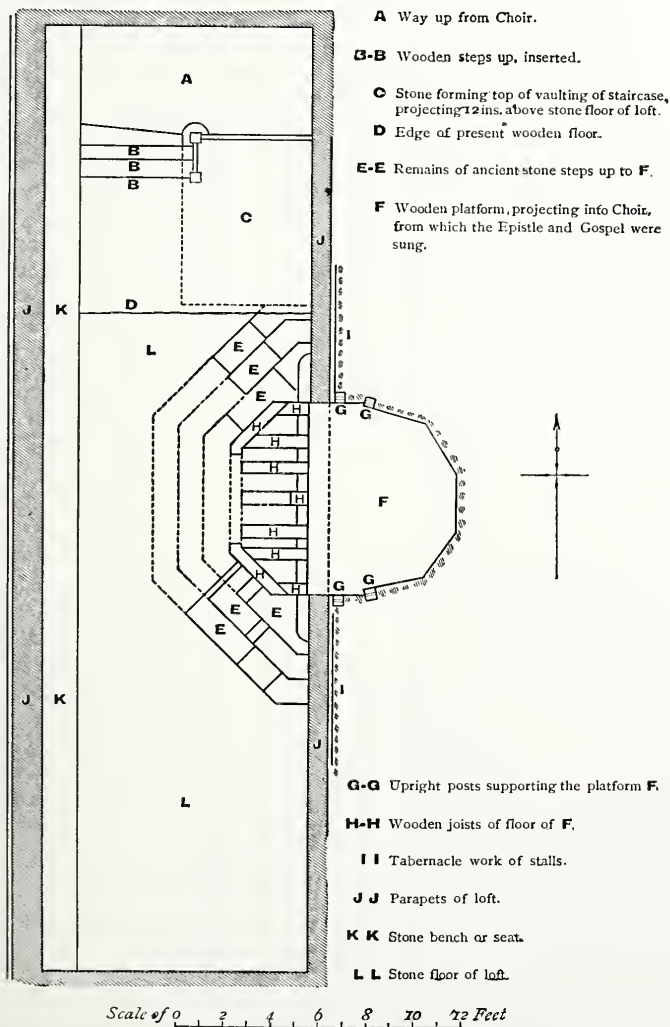 A Way up from Choir.
B-B Wooden steps up, inserted.
C Stone forming top of vaulting of staircase,
projecting 12 ins. above stone floor of loft.
D Edge of present wooden floor.
E-E Remains of ancient stone steps up to F.
F Wooden platform, projecting into Choir,
from which the Epistle and Gospel were
sung.
A
B
B
B
C
J
D
J
K
L
I
E
E
E
G
G
H
H
H
H
H
H
H
H
F
G
G
E
E
E
I
J
K
J
L
G-G Upright posts supporting the platform F.
H-H Wooden joists of floor of F.
I I Tabernacle work of stalls.
J J Parapets of loft.
K K Stone bench or seat.
L L Stone floor of loft.
Scale of 0 2 4 6 8 10 12 Feet